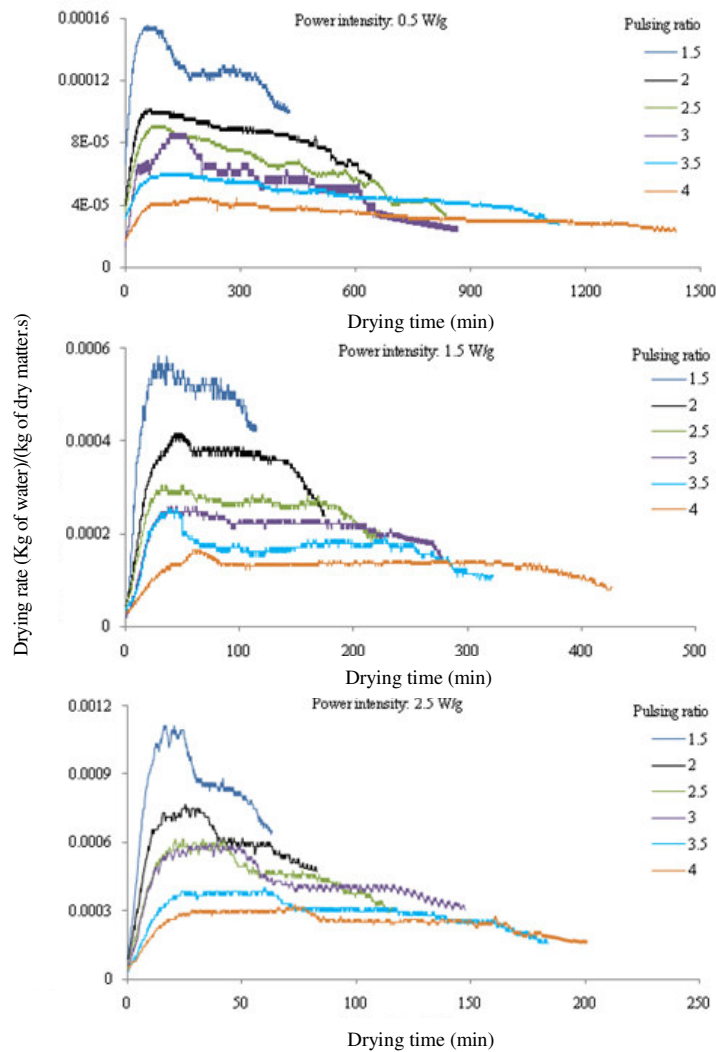 Drying rate (Kg of water)/(kg of dry matter.s)
Power intensity: 0.5 W/g
Pulsing ratio
1.5
2
2.5
3
3.5
4
0.00016
0.00012
8E-05
4E-05
0
0 300 600 900 1200 1500
Drying time (min)
Power intensity: 1.5 W/g
Pulsing ratio
1.5
2
2.5
3
3.5
4
0.0006
0.0004
0.0002
0
0 100 200 300 400 500
Drying time (min)
Power intensity: 2.5 W/g
Pulsing ratio
1.5
2
2.5
3
3.5
4
0.0012
0.0009
0.0006
0.0003
0
0 50 100 150 200 250
Drying time (min)